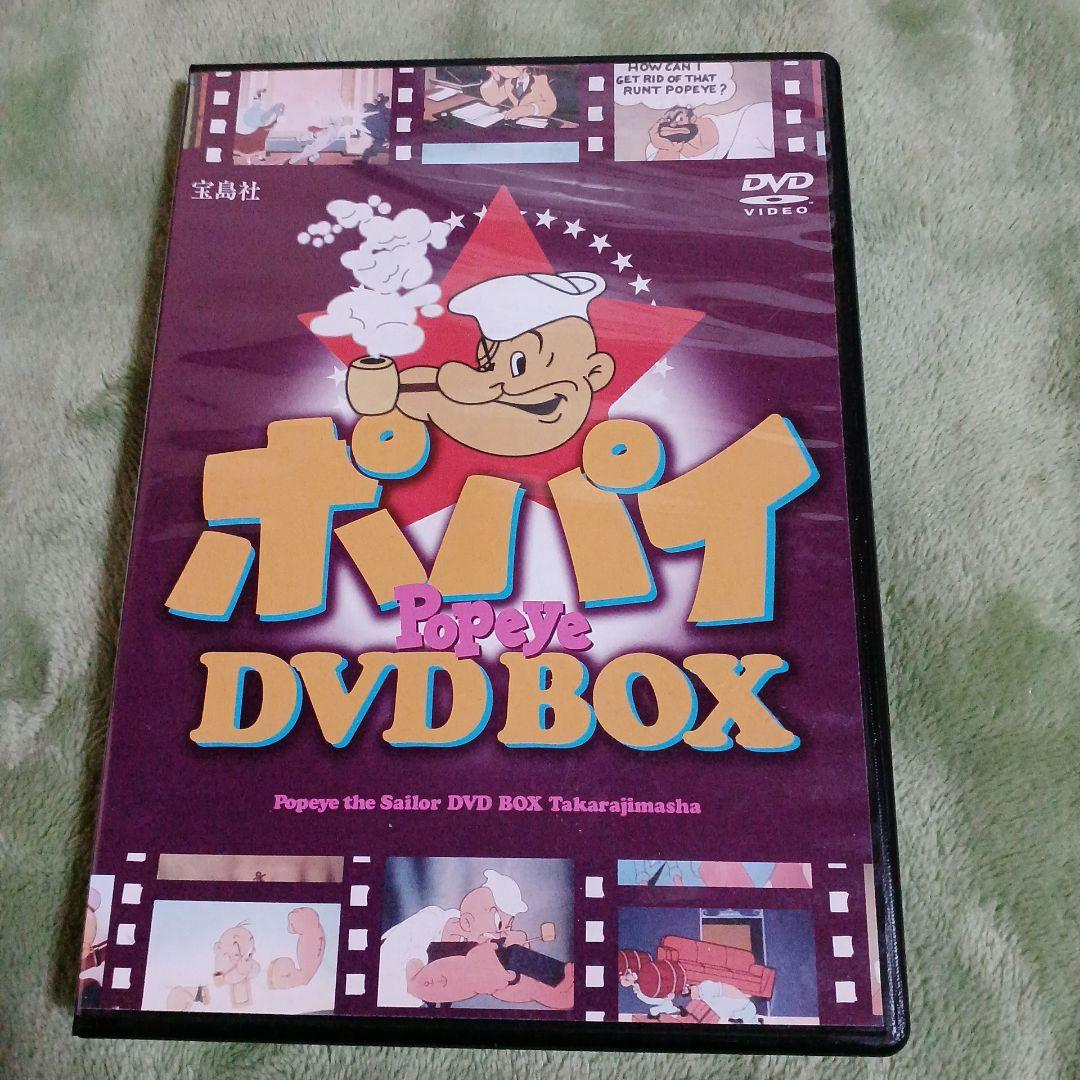 HOW CAN I
GET RID OF THAT
RUNT POPEYE?
宝島社
DVD
VIDEO
ポパイ
Popeye
DVD BOX
Popeye the Sailor DVD BOX Takarajimasha